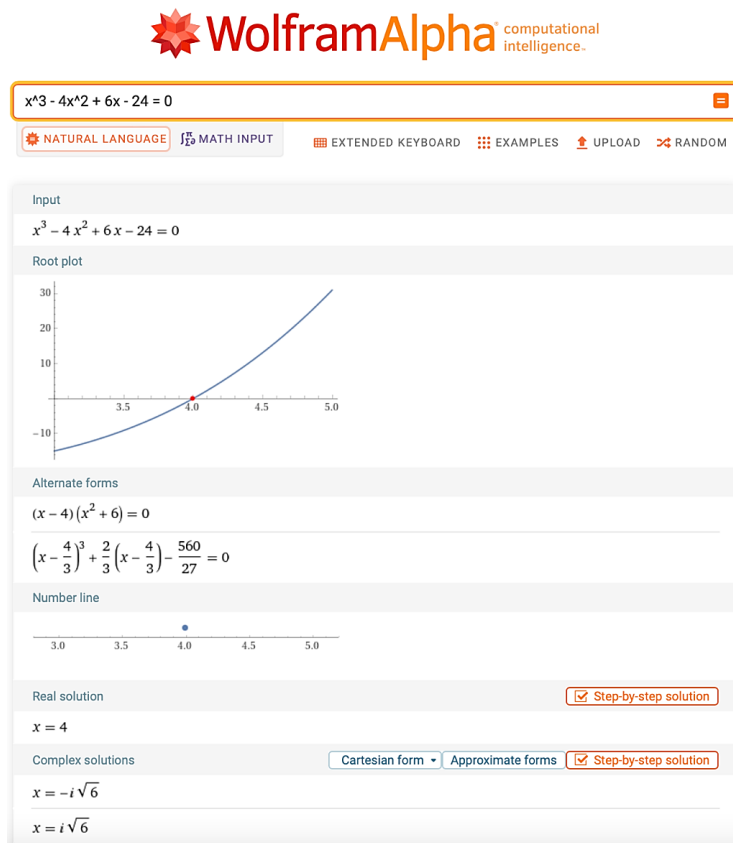 WolframAlpha computational
intelligence™
x^3 - 4x^2 + 6x - 24 = 0
NATURAL LANGUAGE MATH INPUT EXTENDED KEYBOARD EXAMPLES UPLOAD RANDOM
Input
x³ − 4 x² + 6 x − 24 = 0
Root plot
30
20
10
−10
3.5 4.0 4.5 5.0
Alternate forms
(x − 4) (x² + 6) = 0
(x − 4/3)³ + 2/3 (x − 4/3) − 560/27 = 0
Number line
3.0 3.5 4.0 4.5 5.0
Real solution Step-by-step solution
x = 4
Complex solutions Cartesian form Approximate forms Step-by-step solution
x = −i √6
x = i √6